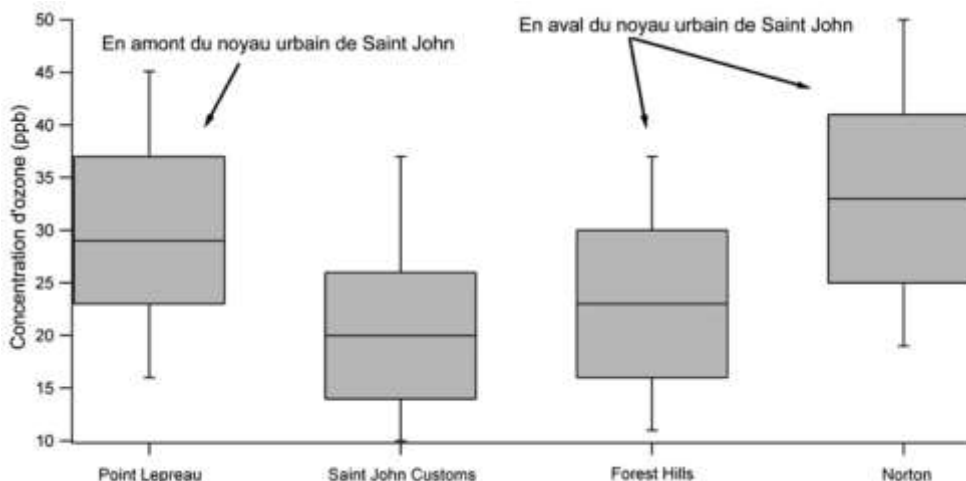 En amont du noyau urbain de Saint John
En aval du noyau urbain de Saint John
Concentration d'ozone (ppb)
50
45
40
35
30
25
20
15
10
Point Lepreau
Saint John Customs
Forest Hills
Norton